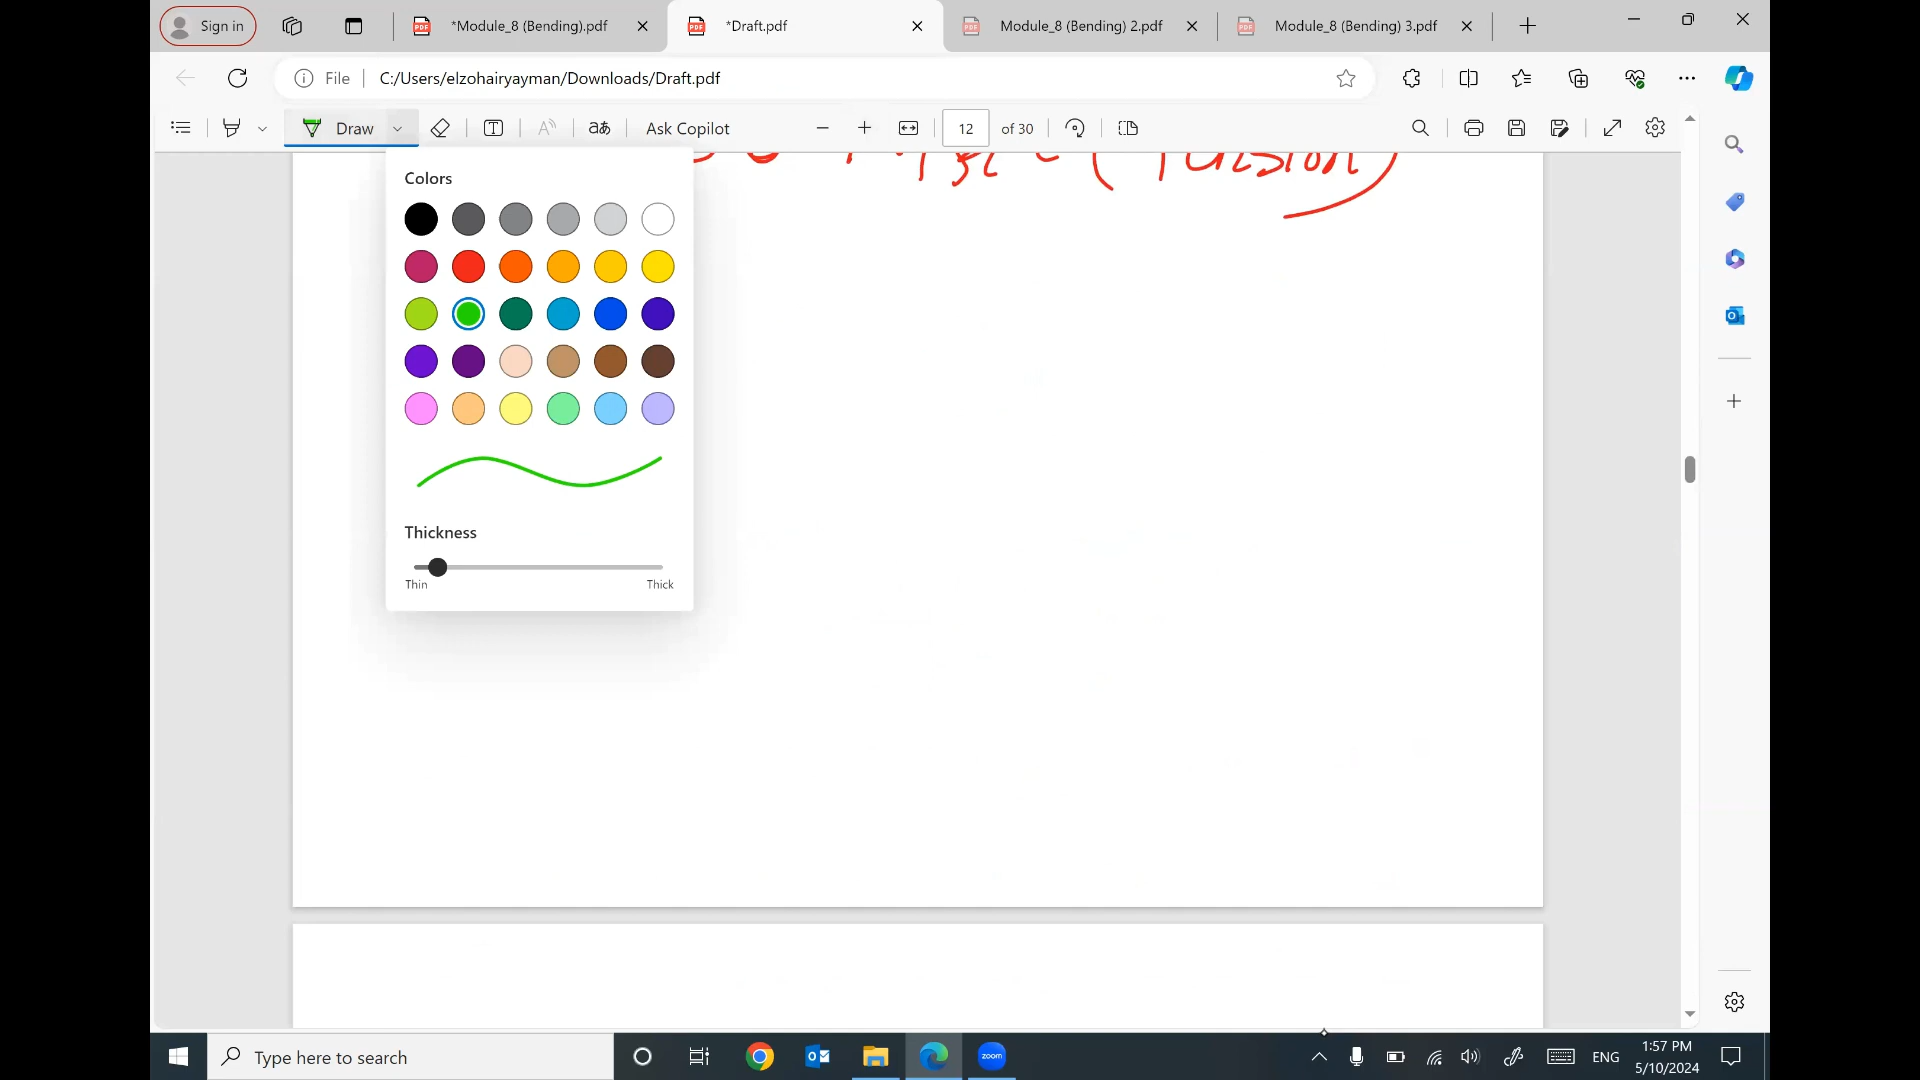 Sign in
*Module_8 (Bending).pdf
*Draft.pdf
Module_8 (Bending) 2.pdf
Module_8 (Bending) 3.pdf
File
C:/Users/elzohairyayman/Downloads/Draft.pdf
Draw
Ask Copilot
12 of 30
(Tension)
Colors
Thickness
Thin
Thick
Type here to search
zoom
ENG
1:57 PM
5/10/2024